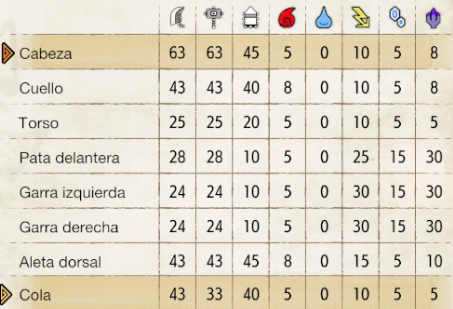 Cabeza 63 63 45 5 0 10 5 8
Cuello 43 43 40 8 0 10 5 8
Torso 25 25 20 5 0 10 5 5
Pata delantera 28 28 10 5 0 25 15 30
Garra izquierda 24 24 10 5 0 30 15 30
Garra derecha 24 24 10 5 0 30 15 30
Aleta dorsal 43 43 45 8 0 15 5 10
Cola 43 33 40 5 0 10 5 5